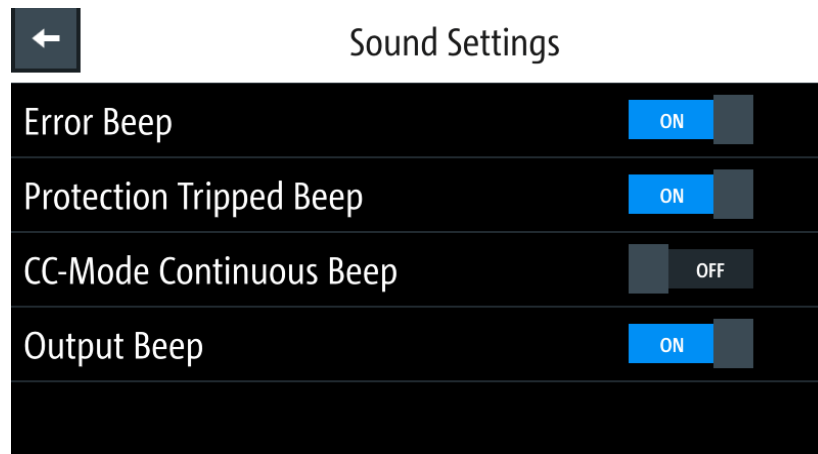 Sound Settings
Error Beep ON
Protection Tripped Beep ON
CC-Mode Continuous Beep OFF
Output Beep ON